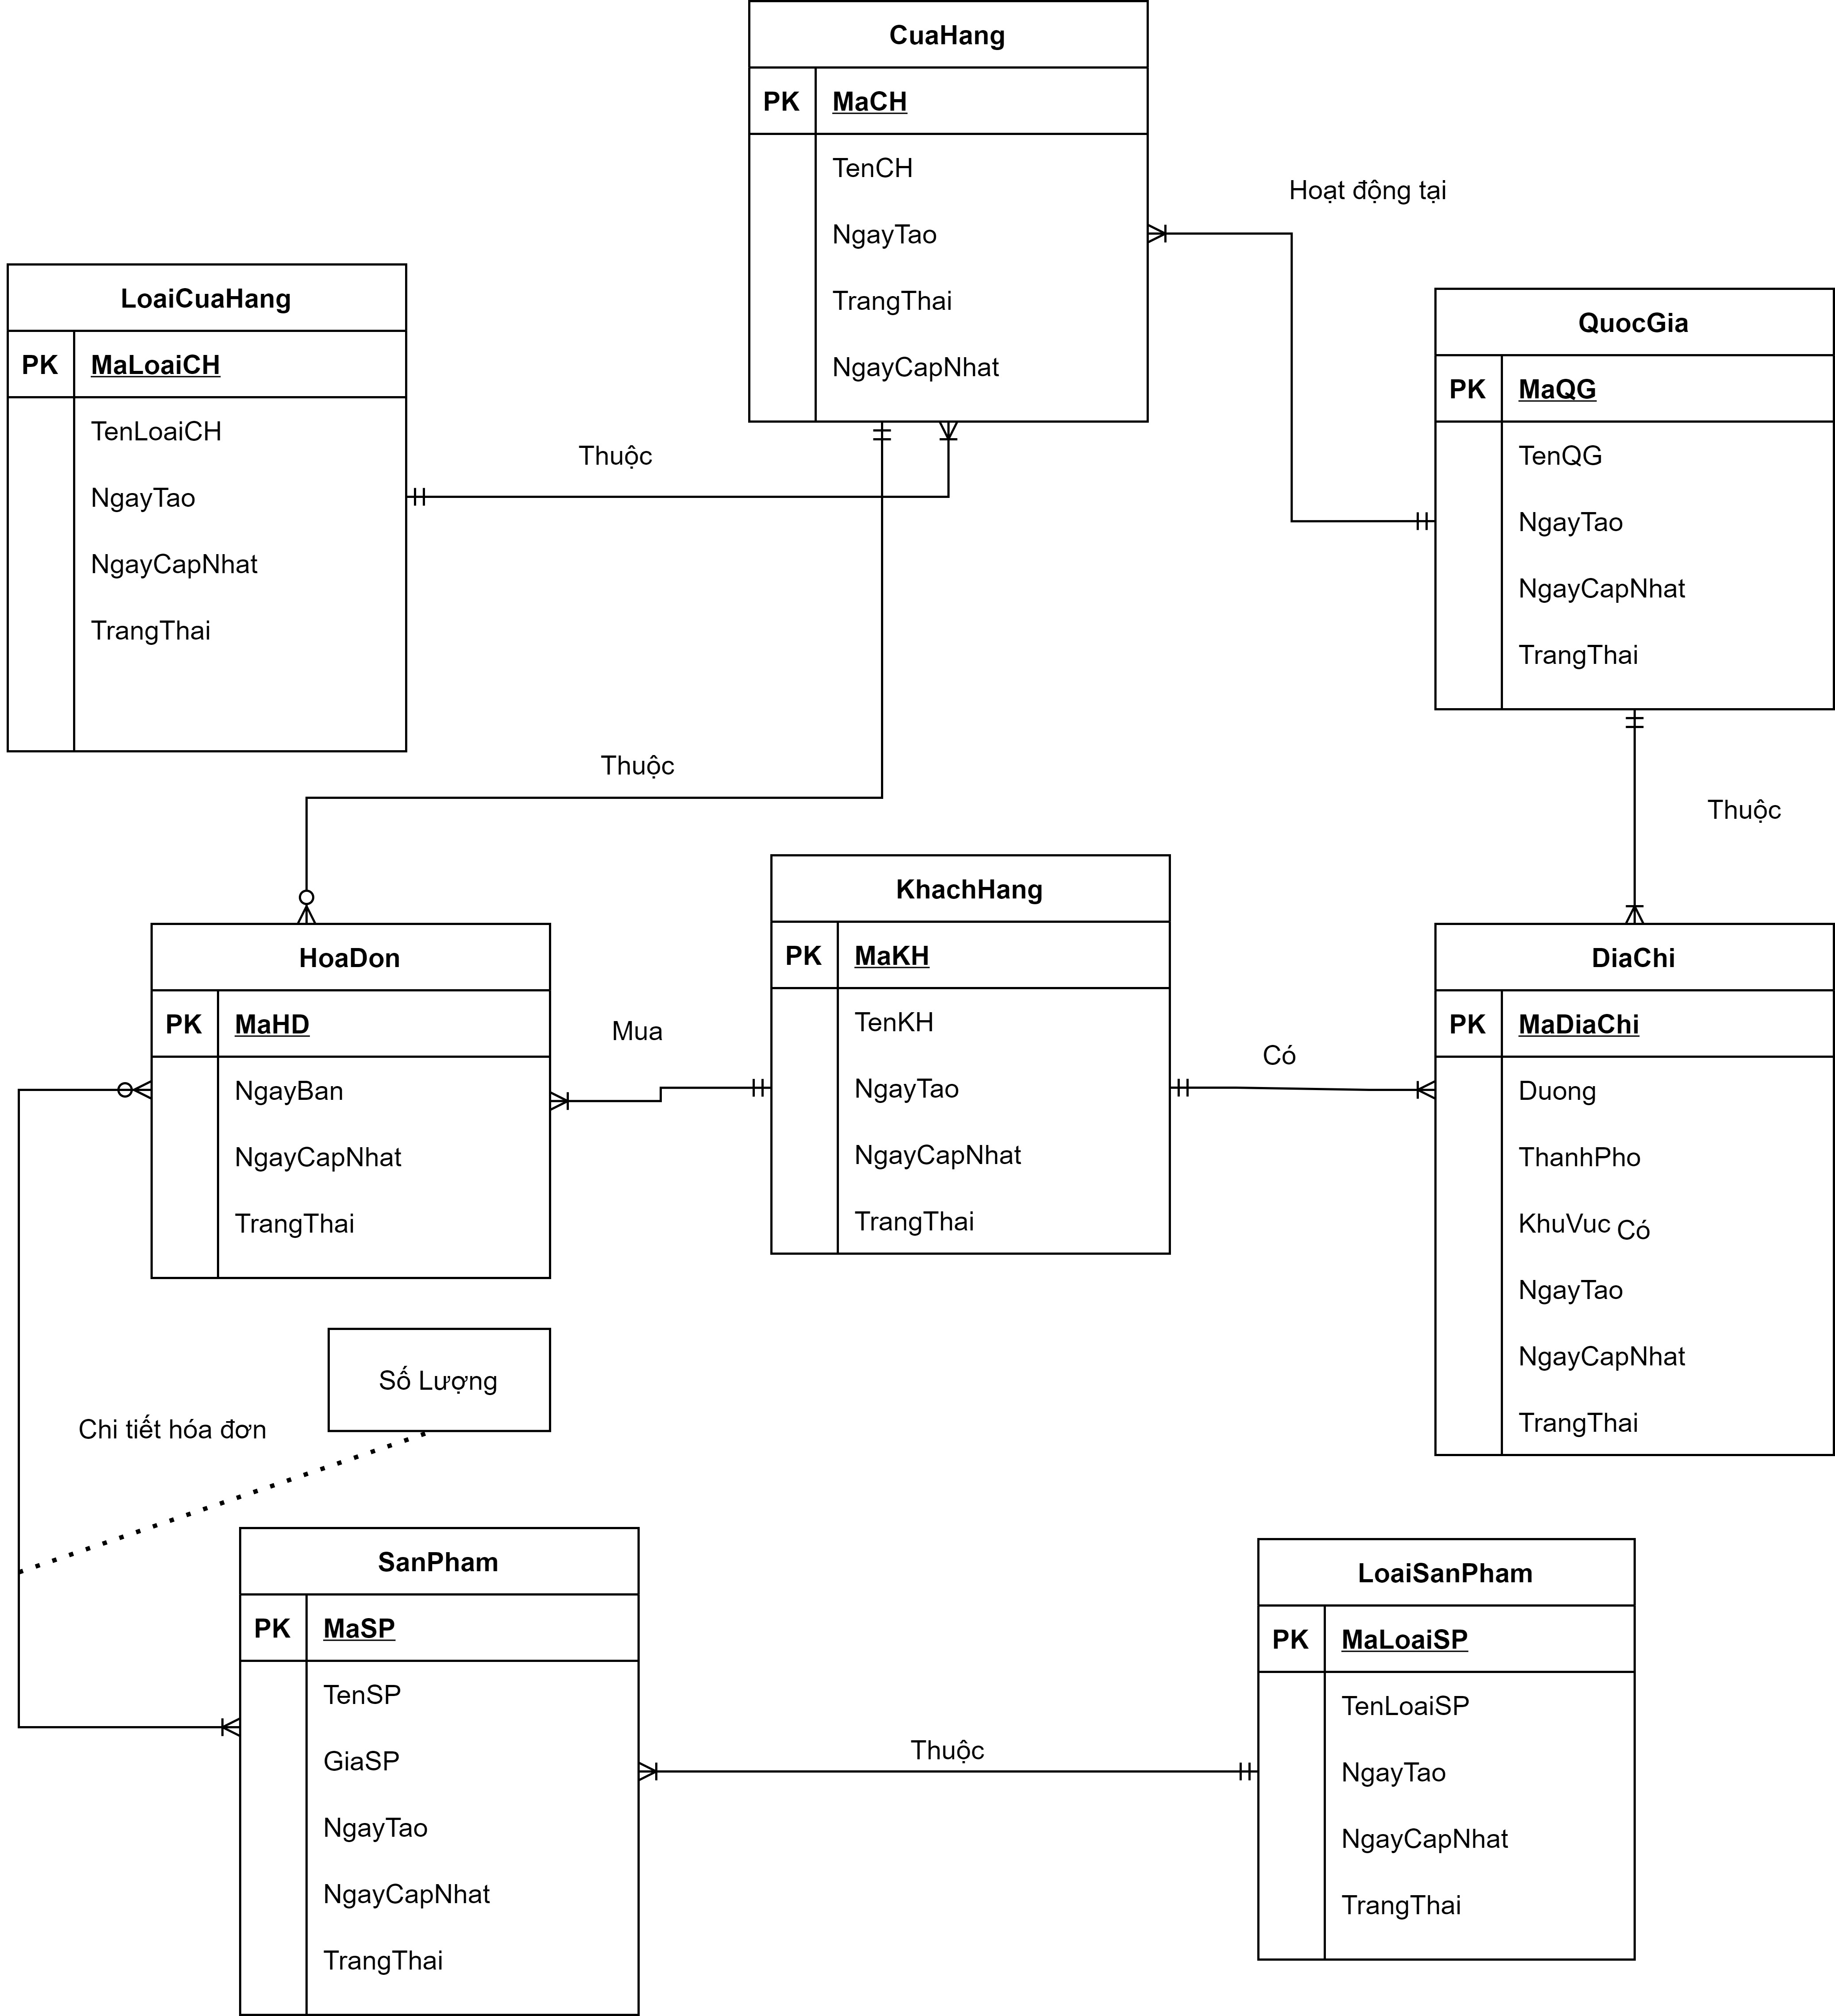 CuaHang
PK MaCH
TenCH
NgayTao
TrangThai
NgayCapNhat
Hoạt động tại
LoaiCuaHang
PK MaLoaiCH
TenLoaiCH
NgayTao
NgayCapNhat
TrangThai
Thuộc
QuocGia
PK MaQG
TenQG
NgayTao
NgayCapNhat
TrangThai
Thuộc
Thuộc
HoaDon
PK MaHD
NgayBan
NgayCapNhat
TrangThai
Mua
KhachHang
PK MaKH
TenKH
NgayTao
NgayCapNhat
TrangThai
Có
DiaChi
PK MaDiaChi
Duong
ThanhPho
KhuVuc Có
NgayTao
NgayCapNhat
TrangThai
Số Lượng
Chi tiết hóa đơn
SanPham
PK MaSP
TenSP
GiaSP
NgayTao
NgayCapNhat
TrangThai
Thuộc
LoaiSanPham
PK MaLoaiSP
TenLoaiSP
NgayTao
NgayCapNhat
TrangThai